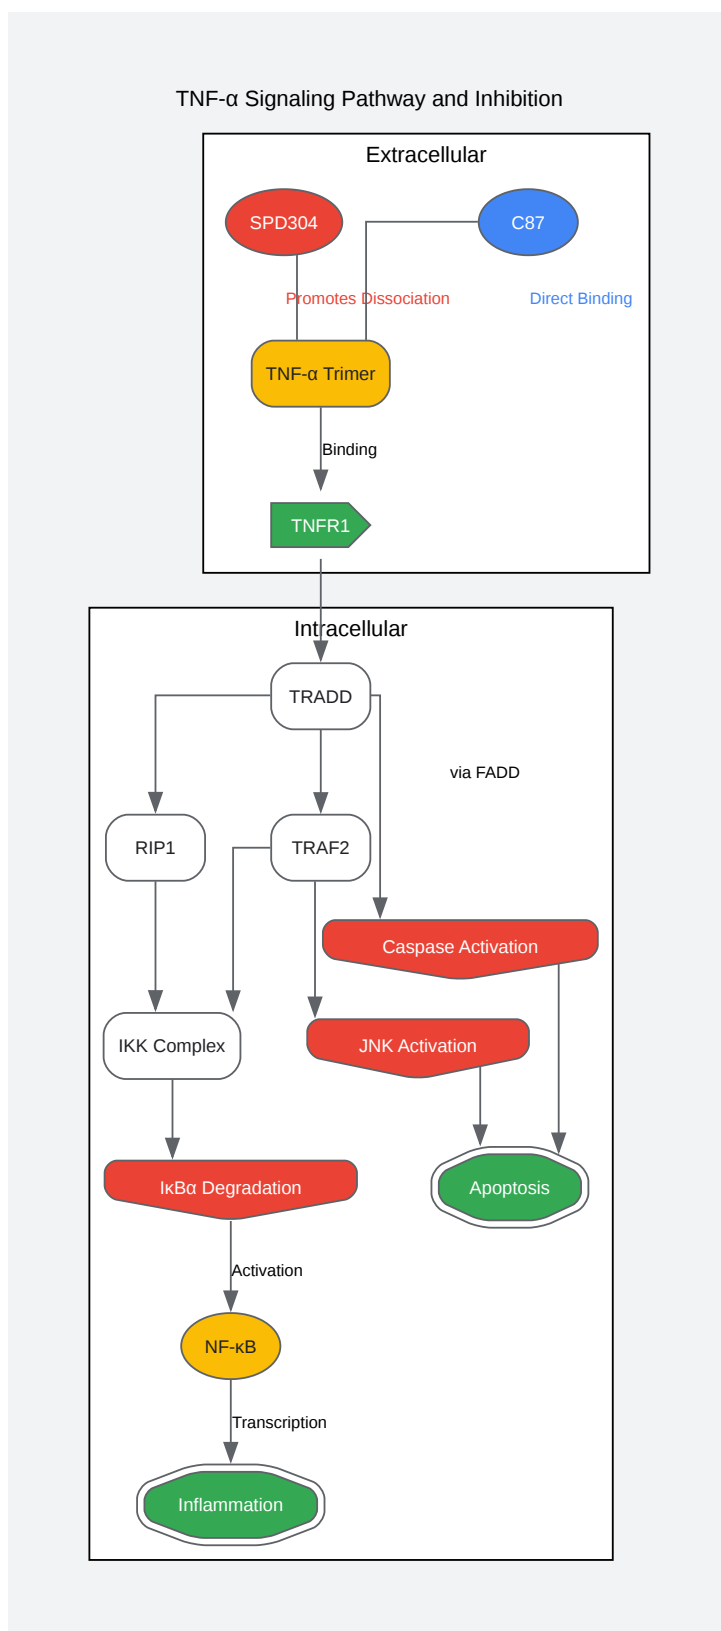 TNF-α Signaling Pathway and Inhibition
Extracellular
SPD304
C87
Promotes Dissociation
Direct Binding
TNF-α Trimer
Binding
TNFR1
Intracellular
TRADD
via FADD
RIP1
TRAF2
Caspase Activation
IKK Complex
JNK Activation
IκBα Degradation
Apoptosis
Activation
NF-κB
Transcription
Inflammation